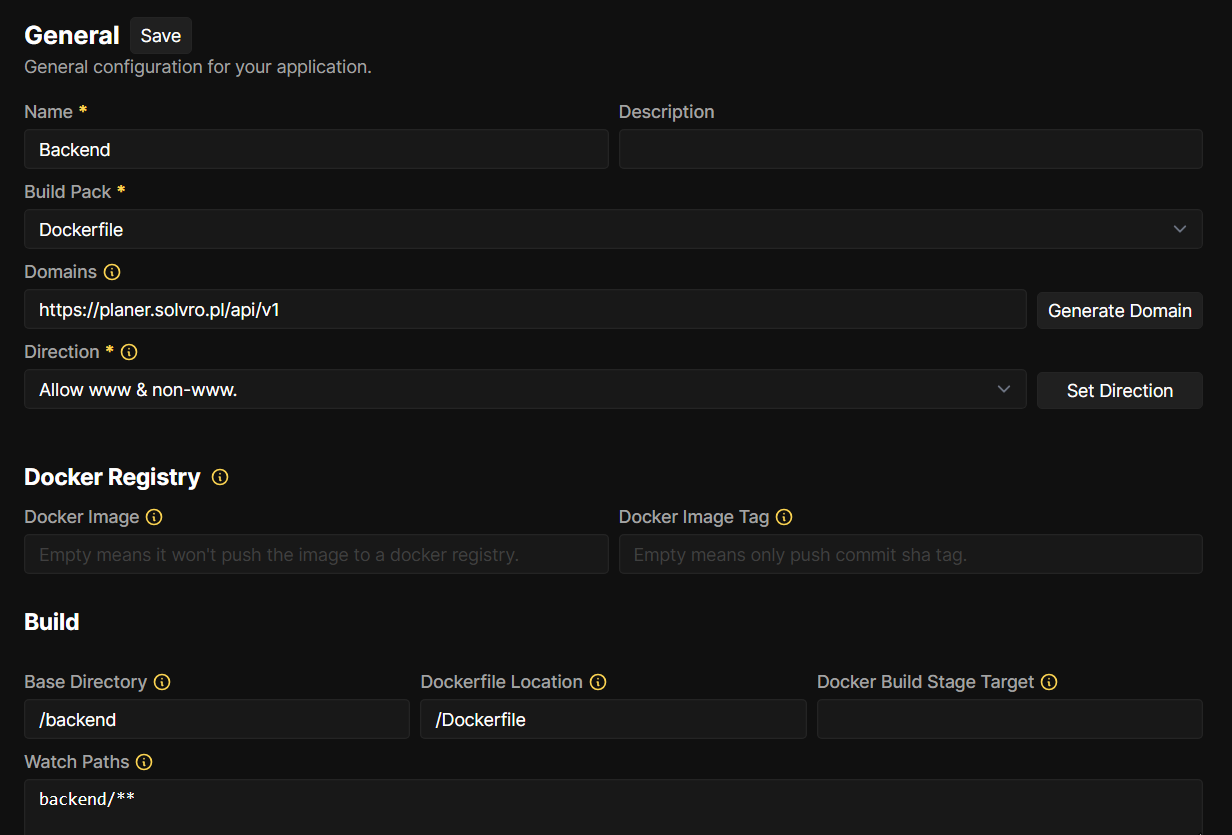 General Save
General configuration for your application.
Name * Description
Backend
Build Pack *
Dockerfile
Domains
https://planer.solvro.pl/api/v1 Generate Domain
Direction *
Allow www & non-www. Set Direction
Docker Registry
Docker Image Docker Image Tag
Empty means it won't push the image to a docker registry. Empty means only push commit sha tag.
Build
Base Directory Dockerfile Location Docker Build Stage Target
/backend /Dockerfile
Watch Paths
backend/**